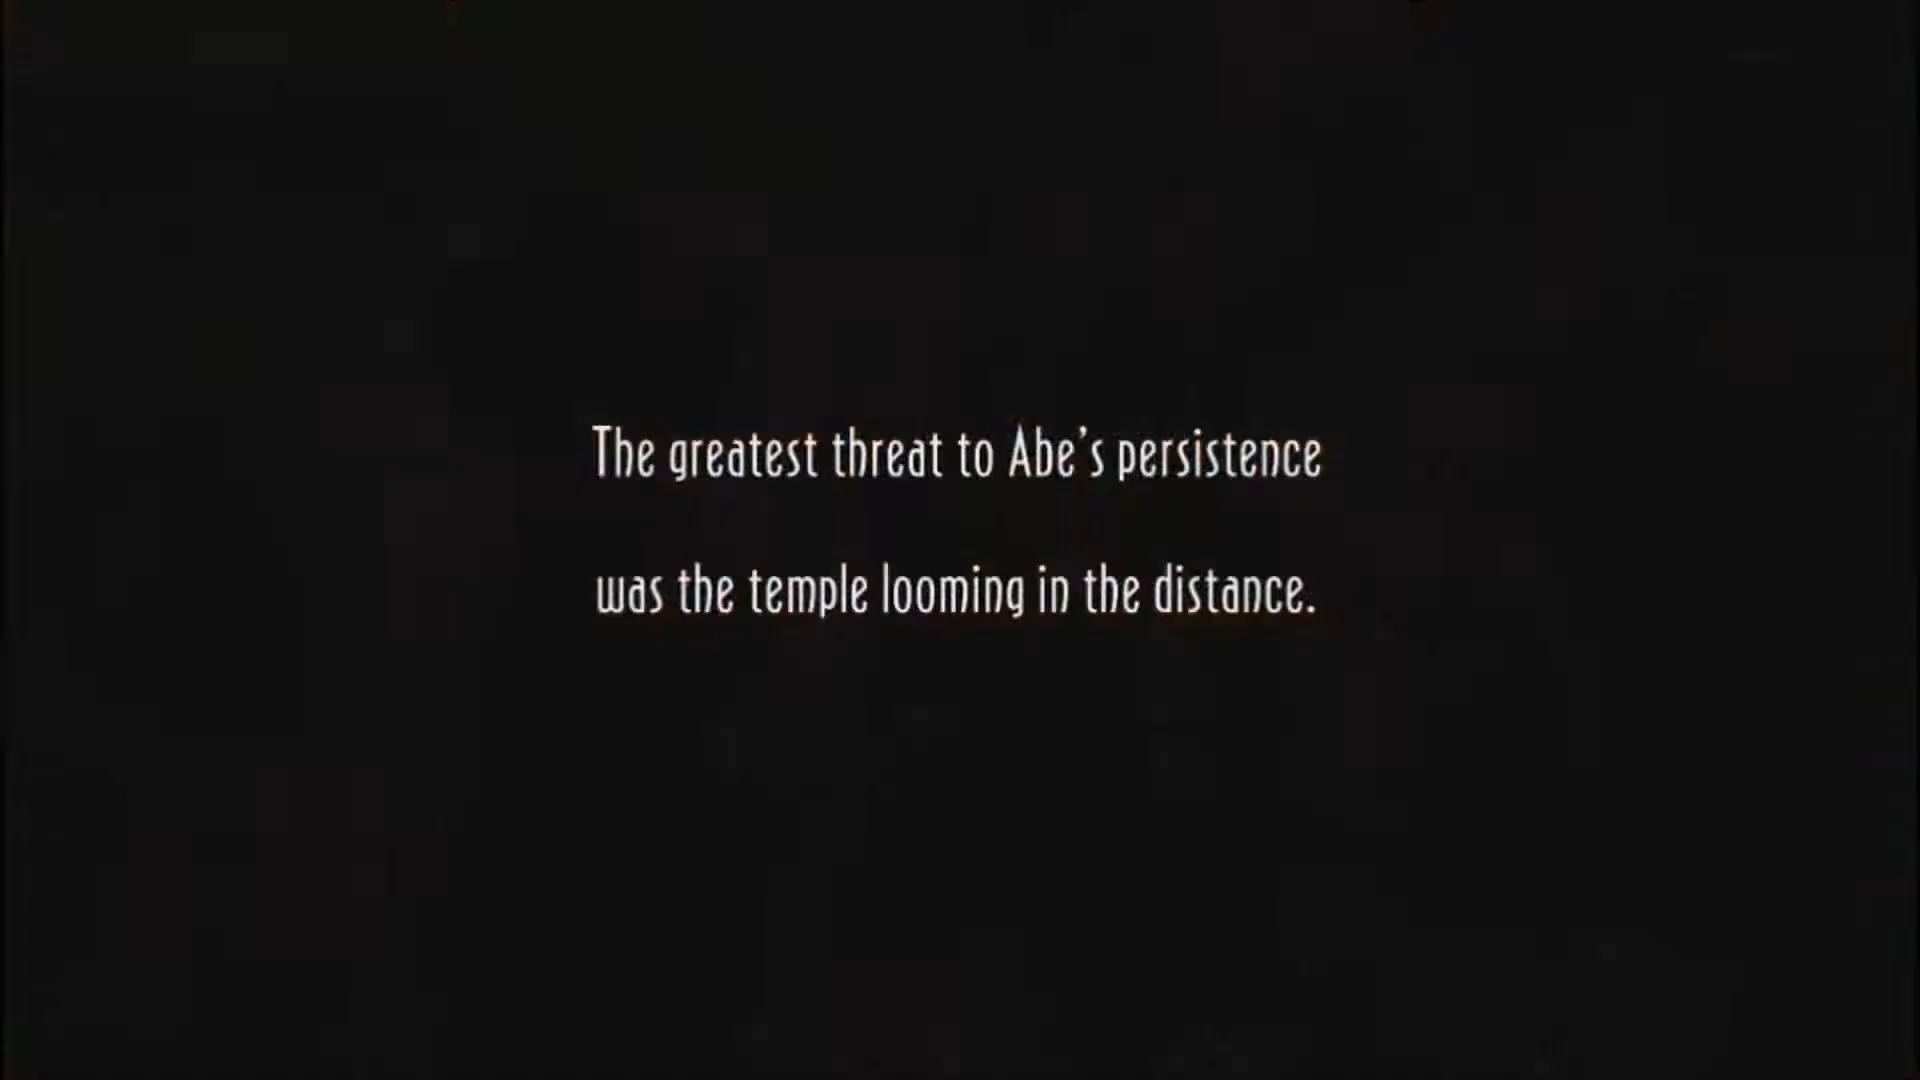 The greatest threat to Abe’s persistence
was the temple looming in the distance.